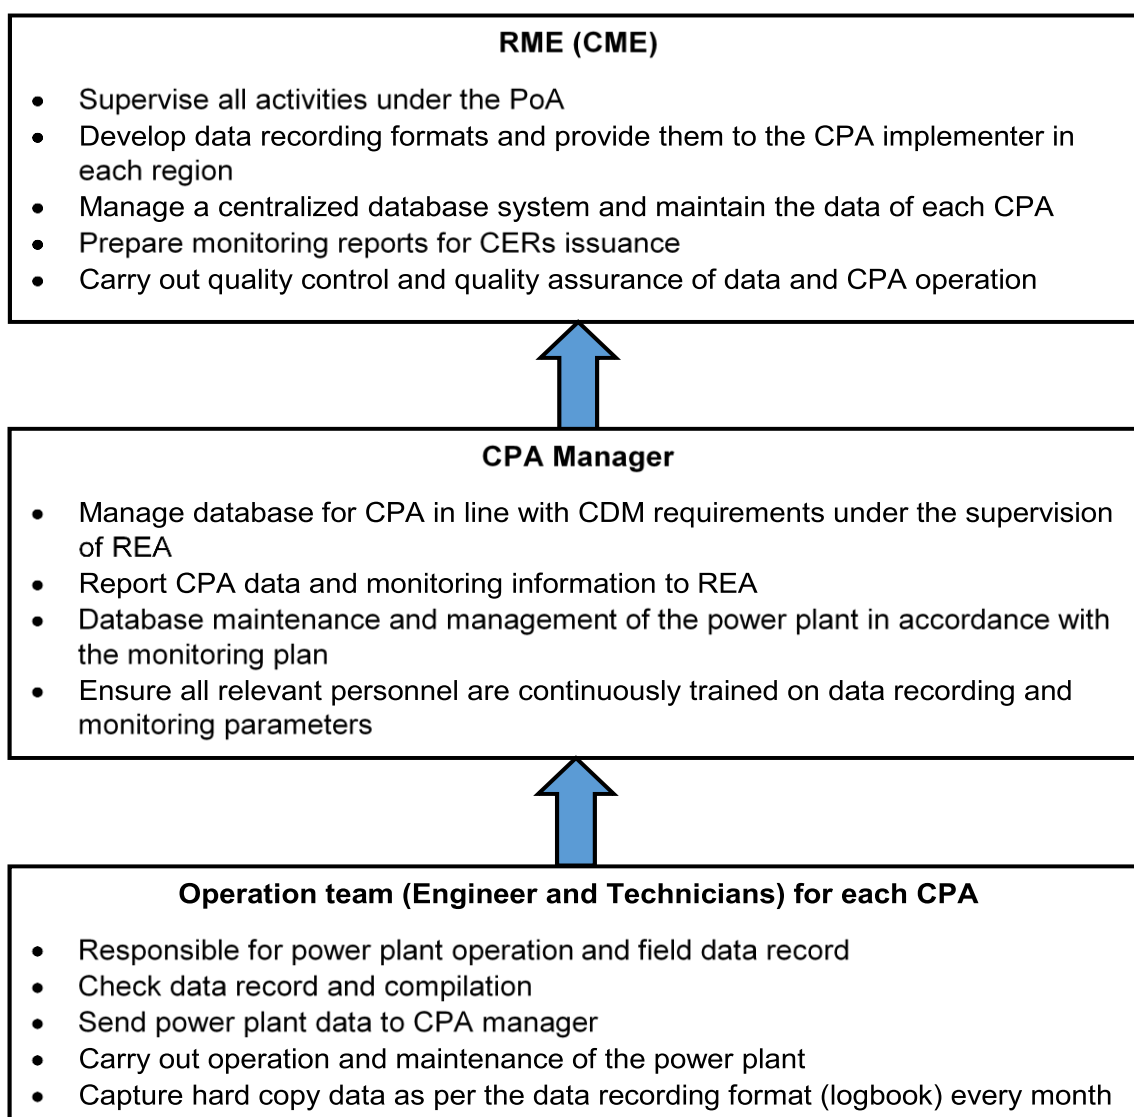 RME (CME)
• Supervise all activities under the PoA
• Develop data recording formats and provide them to the CPA implementer in
each region
• Manage a centralized database system and maintain the data of each CPA
• Prepare monitoring reports for CERs issuance
• Carry out quality control and quality assurance of data and CPA operation
CPA Manager
• Manage database for CPA in line with CDM requirements under the supervision
of REA
• Report CPA data and monitoring information to REA
• Database maintenance and management of the power plant in accordance with
the monitoring plan
• Ensure all relevant personnel are continuously trained on data recording and
monitoring parameters
Operation team (Engineer and Technicians) for each CPA
• Responsible for power plant operation and field data record
• Check data record and compilation
• Send power plant data to CPA manager
• Carry out operation and maintenance of the power plant
• Capture hard copy data as per the data recording format (logbook) every month